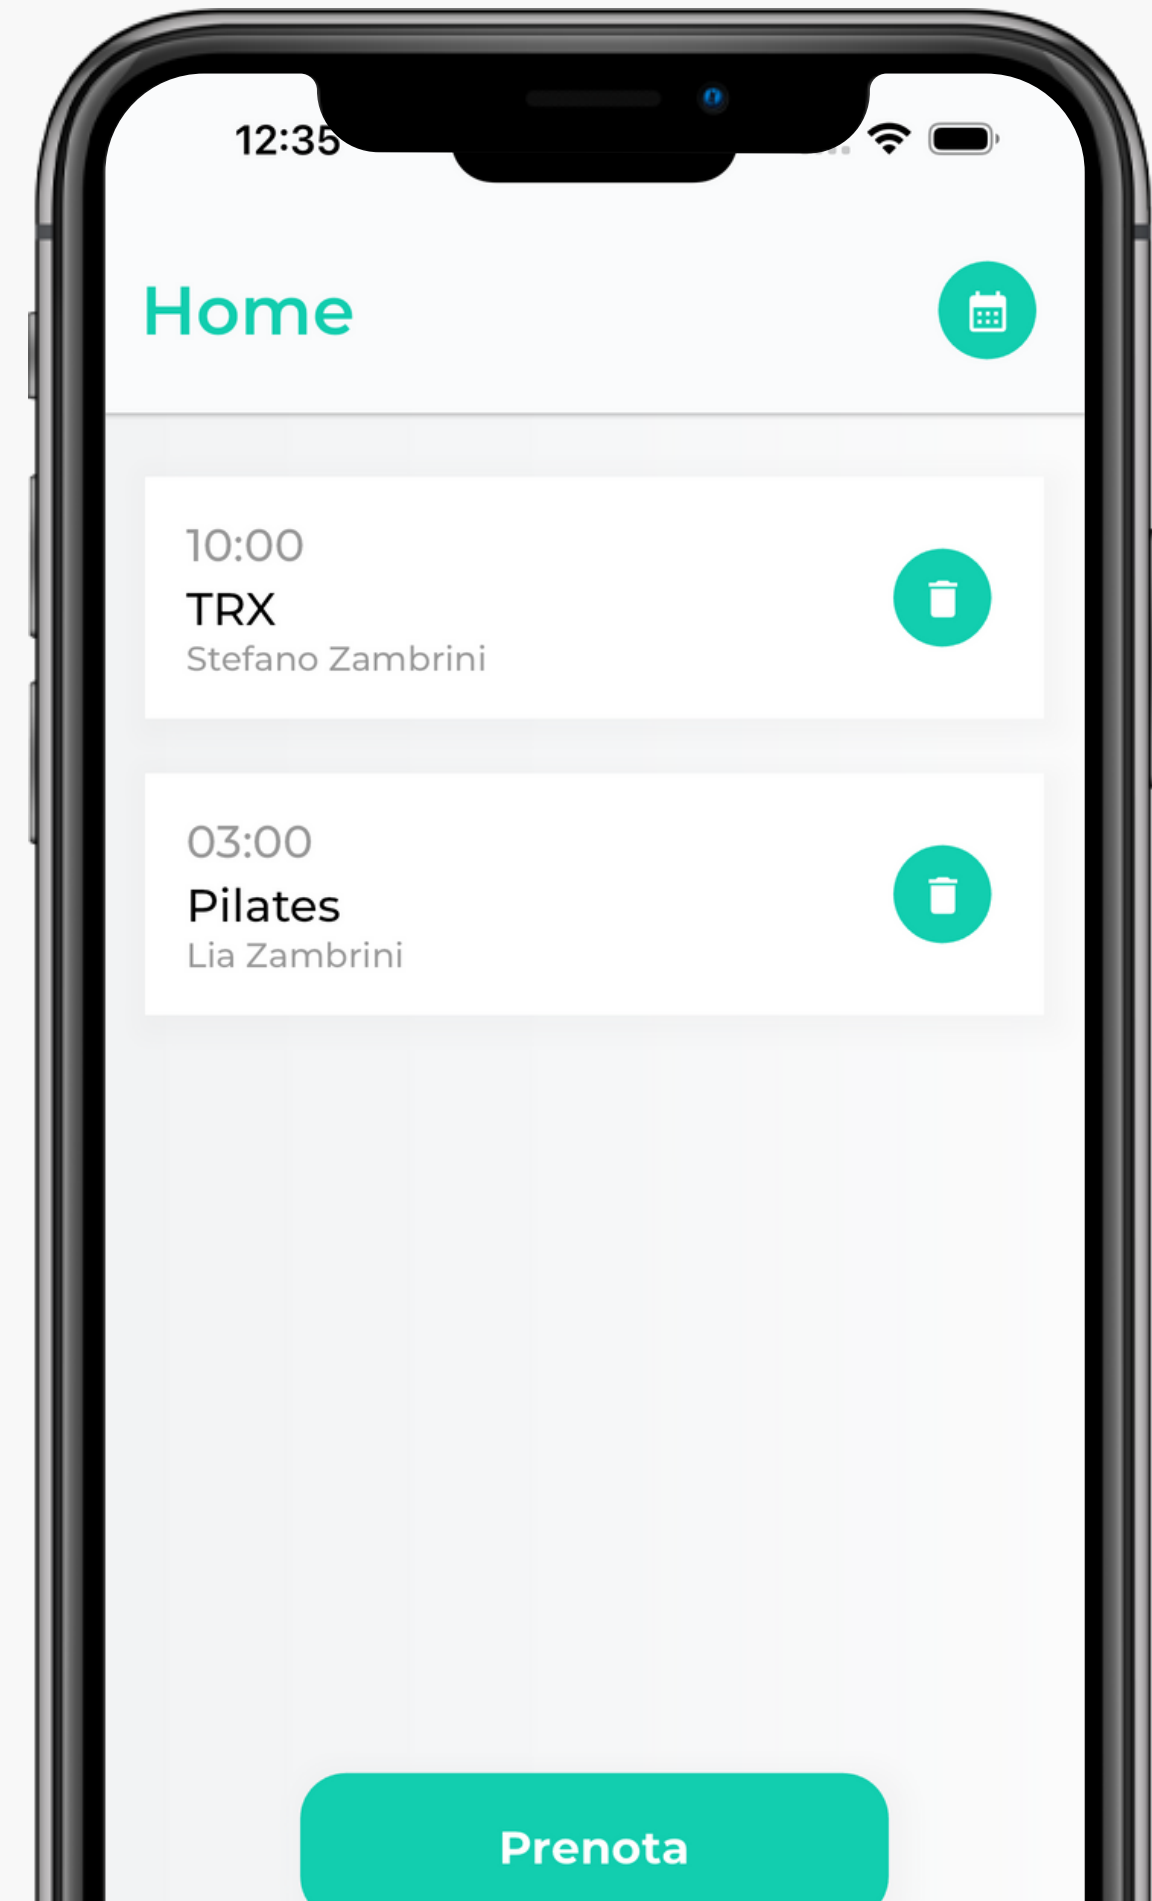 12:35
Home
10:00
TRX
Stefano Zambrini
03:00
Pilates
Lia Zambrini
Prenota